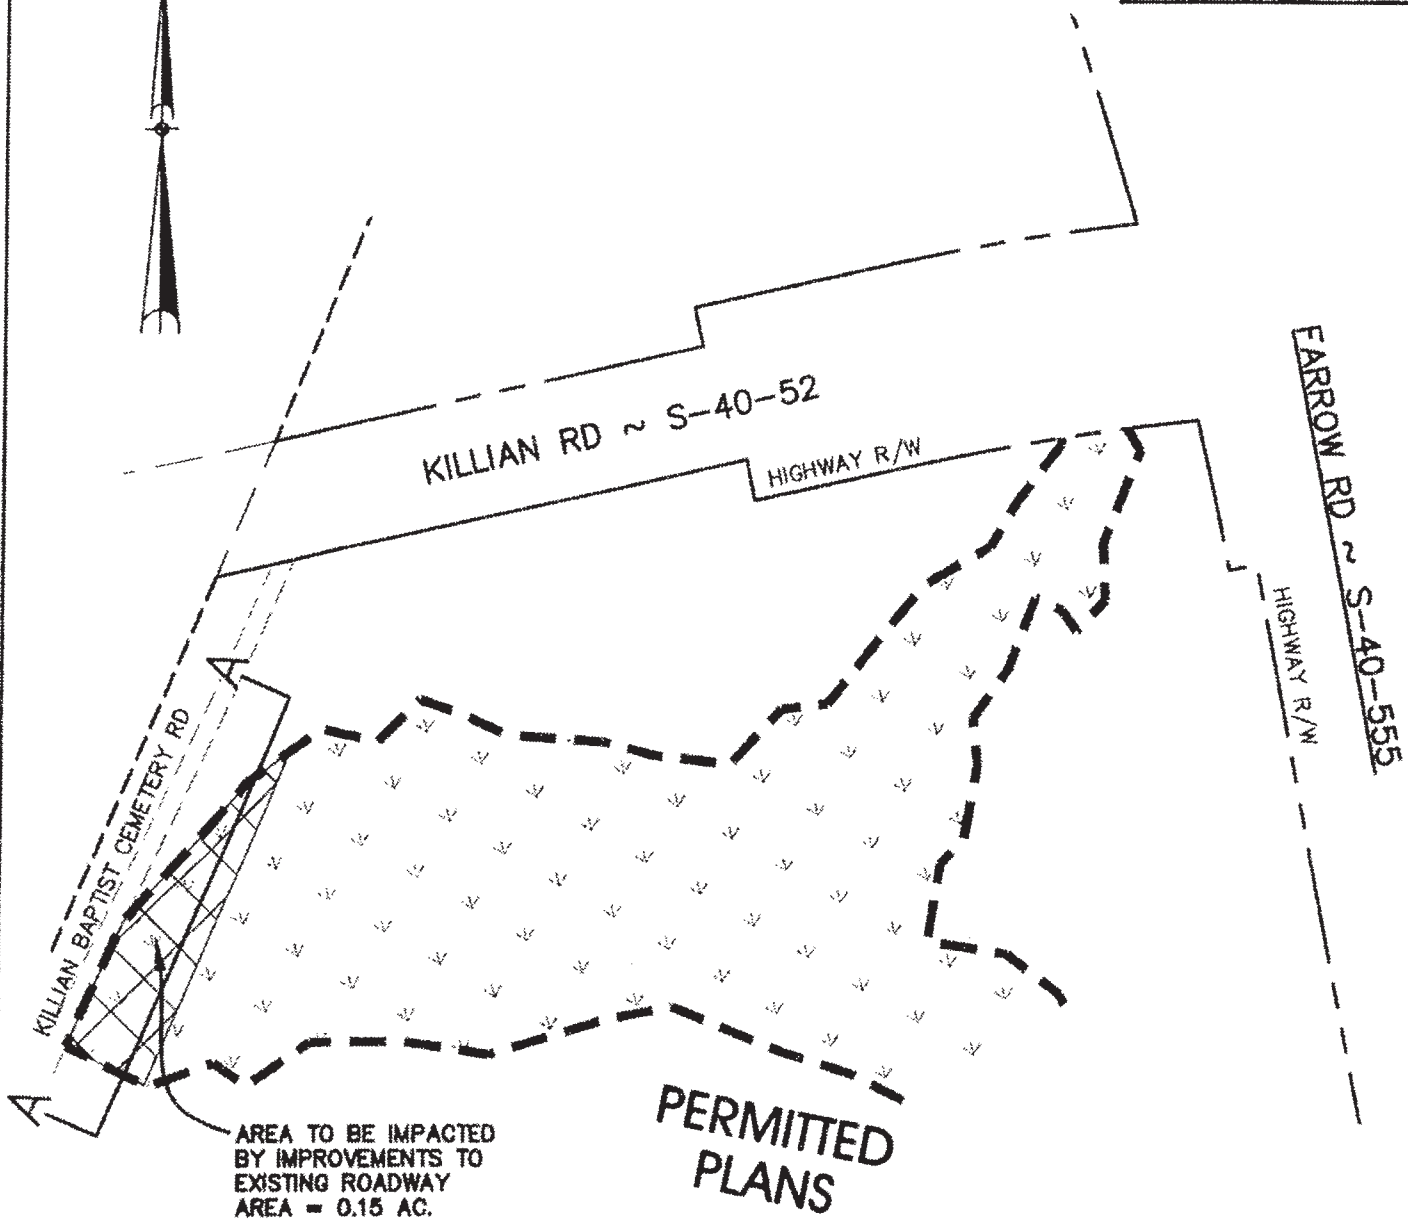 KILLIAN RD ~ S-40-52
HIGHWAY R/W
FARROW RD ~ S-40-555
HIGHWAY R/W
A
KILLIAN BAPTIST CEMETERY RD
A
AREA TO BE IMPACTED
BY IMPROVEMENTS TO
EXISTING ROADWAY
AREA = 0.15 AC.
PERMITTED
PLANS